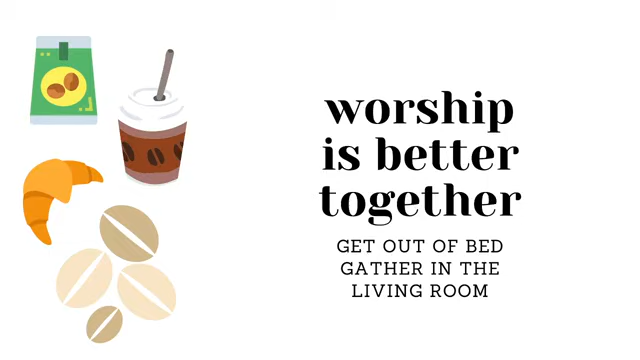 worship
is better
together
GET OUT OF BED
GATHER IN THE
LIVING ROOM